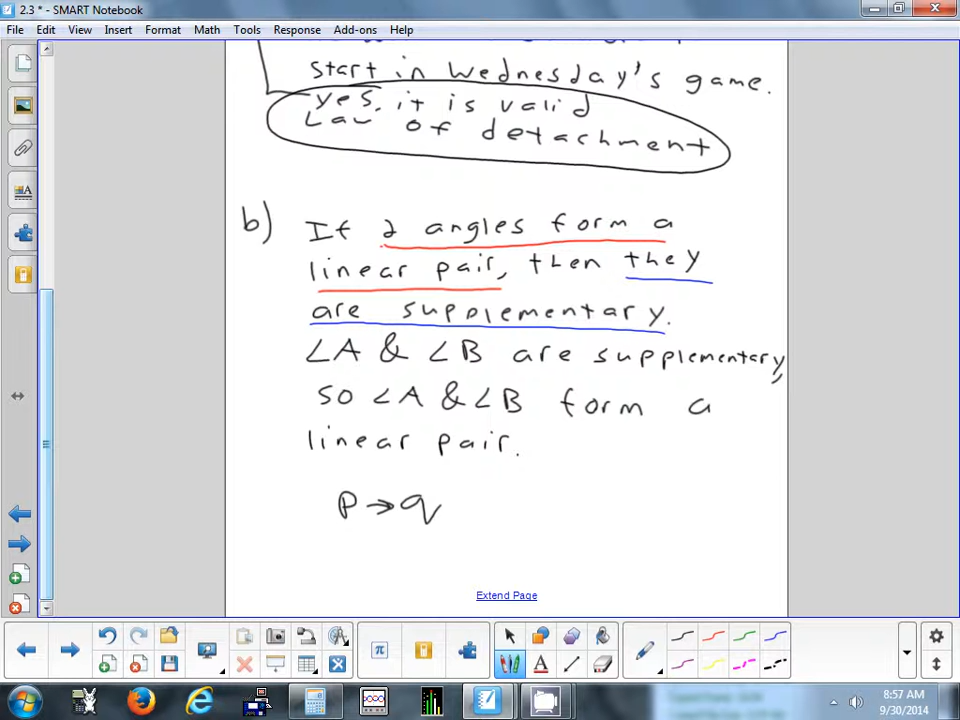 2.3 * - SMART Notebook
File Edit View Insert Format Math Tools Response Add-ons Help
start in Wednesday's game.
yes, it is valid
Law of detachment
b) If 2 angles form a
linear pair, then they
are supplementary.
∠A & ∠B are supplementary,
so ∠A & ∠B form a
linear pair.
P → q
Extend Page
8:57 AM
9/30/2014